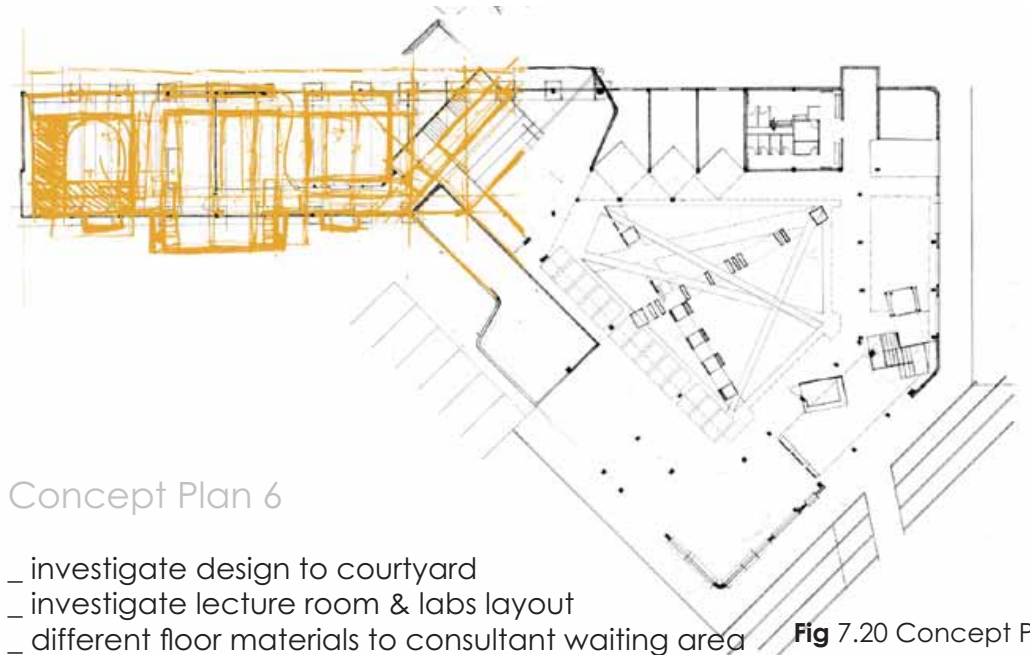 Concept Plan 6
_ investigate design to courtyard
_ investigate lecture room & labs layout
_ different floor materials to consultant waiting area
Fig 7.20 Concept P